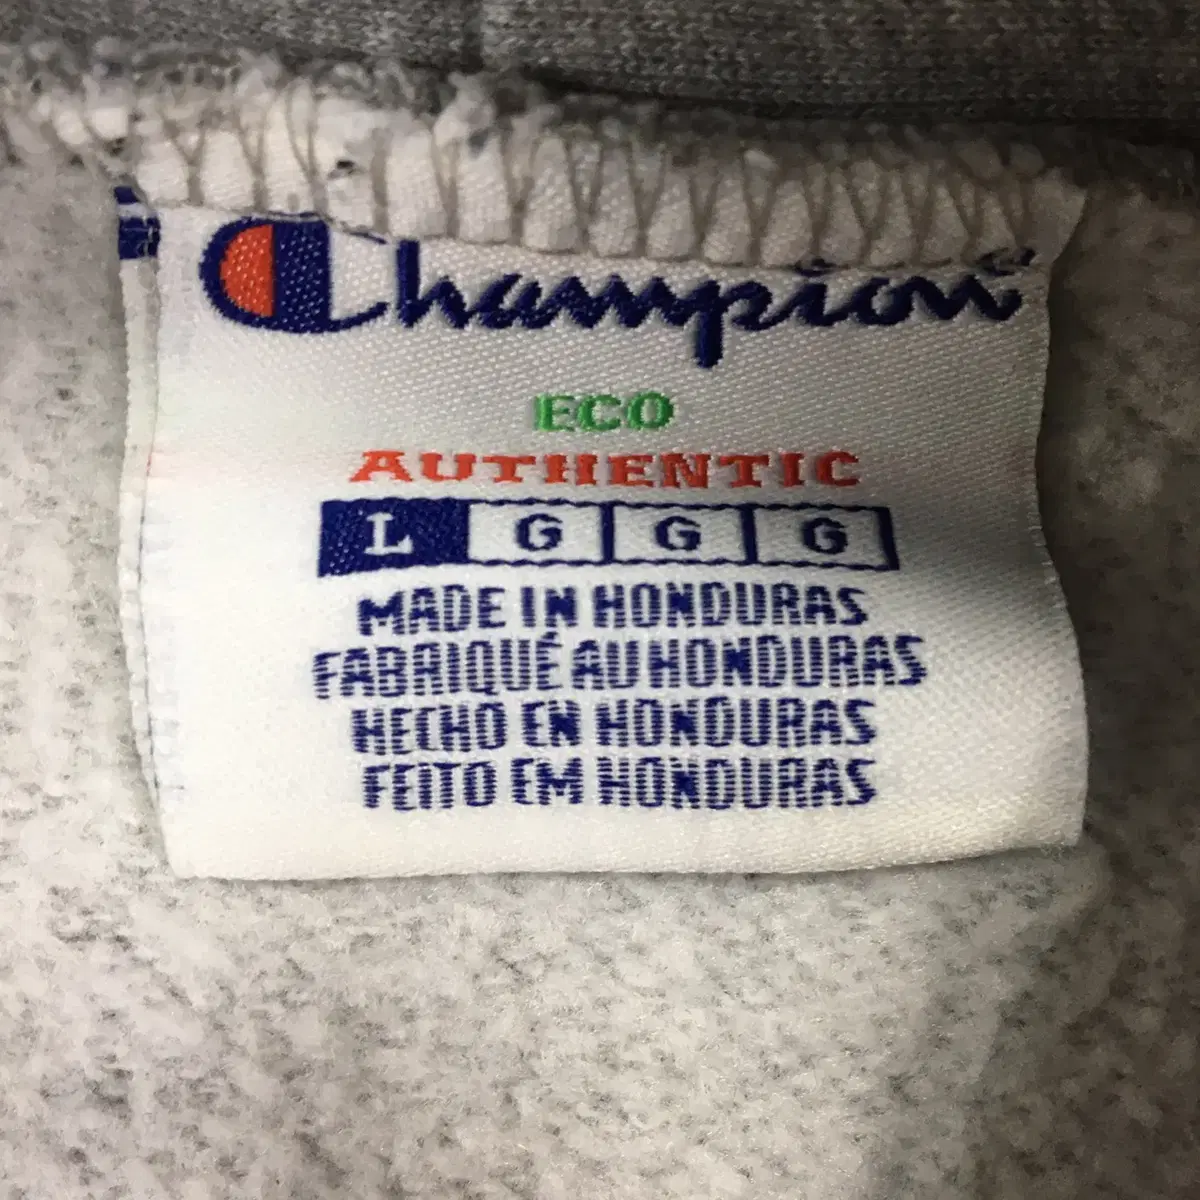 Champion
ECO
AUTHENTIC
L G G G
MADE IN HONDURAS
FABRIQUÉ AU HONDURAS
HECHO EN HONDURAS
FEITO EM HONDURAS